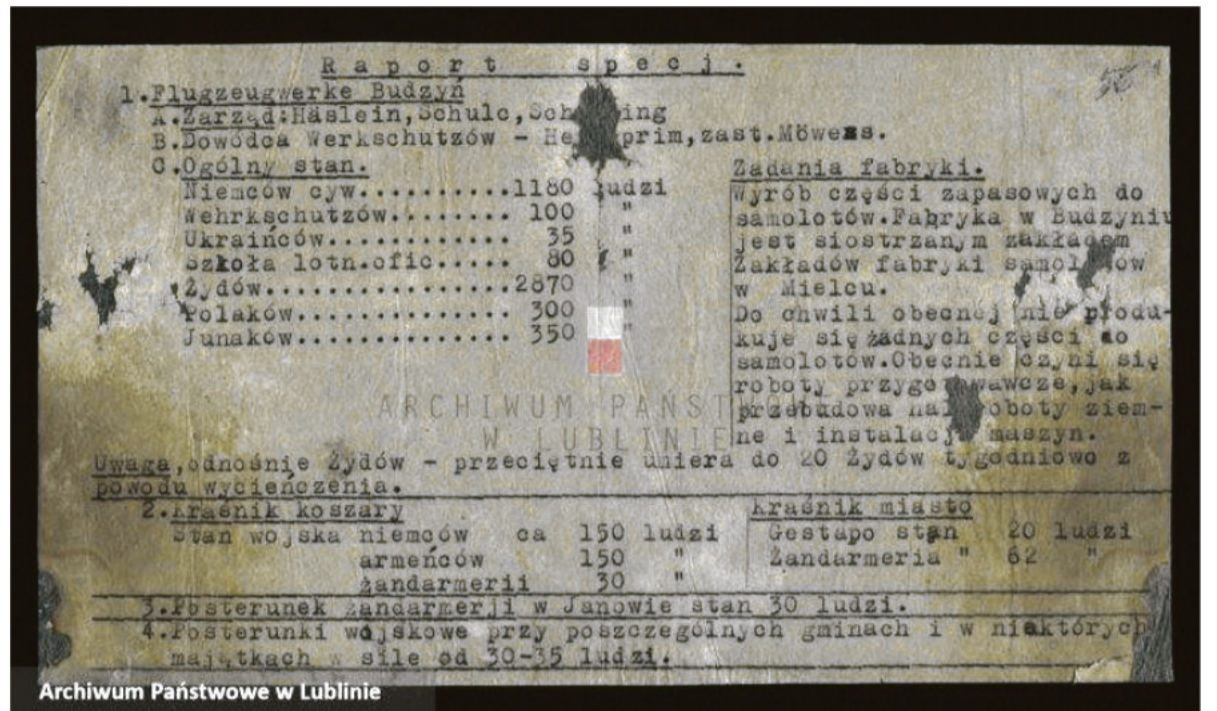 Raport specj.
1.Flugzeugwerke Budzyń
A.Zarząd:Häslein,Schulc,
B.Dowódca Werkschutzów - zast.
C.Ogólny stan.
Niemców cyw..........1180 ludzi
Wehrkschutzów........ 100 "
Ukraińców............ 35 "
Szkoła lotn.ofic..... 80 "
Żydów................2870 "
Polaków.............. 300 "
Junaków.............. 350 "
Zadania fabryki.
Wyrób części zapasowych do
samolotów.Fabryka w Budzyniu
jest siostrzanym zakładem
Zakładów fabryki samolotów
w Mielcu.
Do chwili obecnej nie produ-
kuje się żadnych części do
samolotów.Obecnie czyni się
roboty przygotowawcze,jak
przebudowa hal roboty ziem-
ne i instalacja maszyn.
Uwaga,odnośnie Żydów - przeciętnie umiera do 20 Żydów tygodniowo z
powodu wycieńczenia.
2.Kraśnik koszary
Stan wojska niemców ca 150 ludzi
armeńców 150 "
żandarmerii 30 "
Kraśnik miasto
Gestapo stan 20 ludzi
Żandarmeria " 62 "
3.Posterunek żandarmerji w Janowie stan 30 ludzi.
4.Posterunki wojskowe przy poszczególnych gminach i w niektórych
majątkach w sile od 30-35 ludzi.
ARCHIWUM PAŃSTWOWE
W LUBLINIE
Archiwum Państwowe w Lublinie